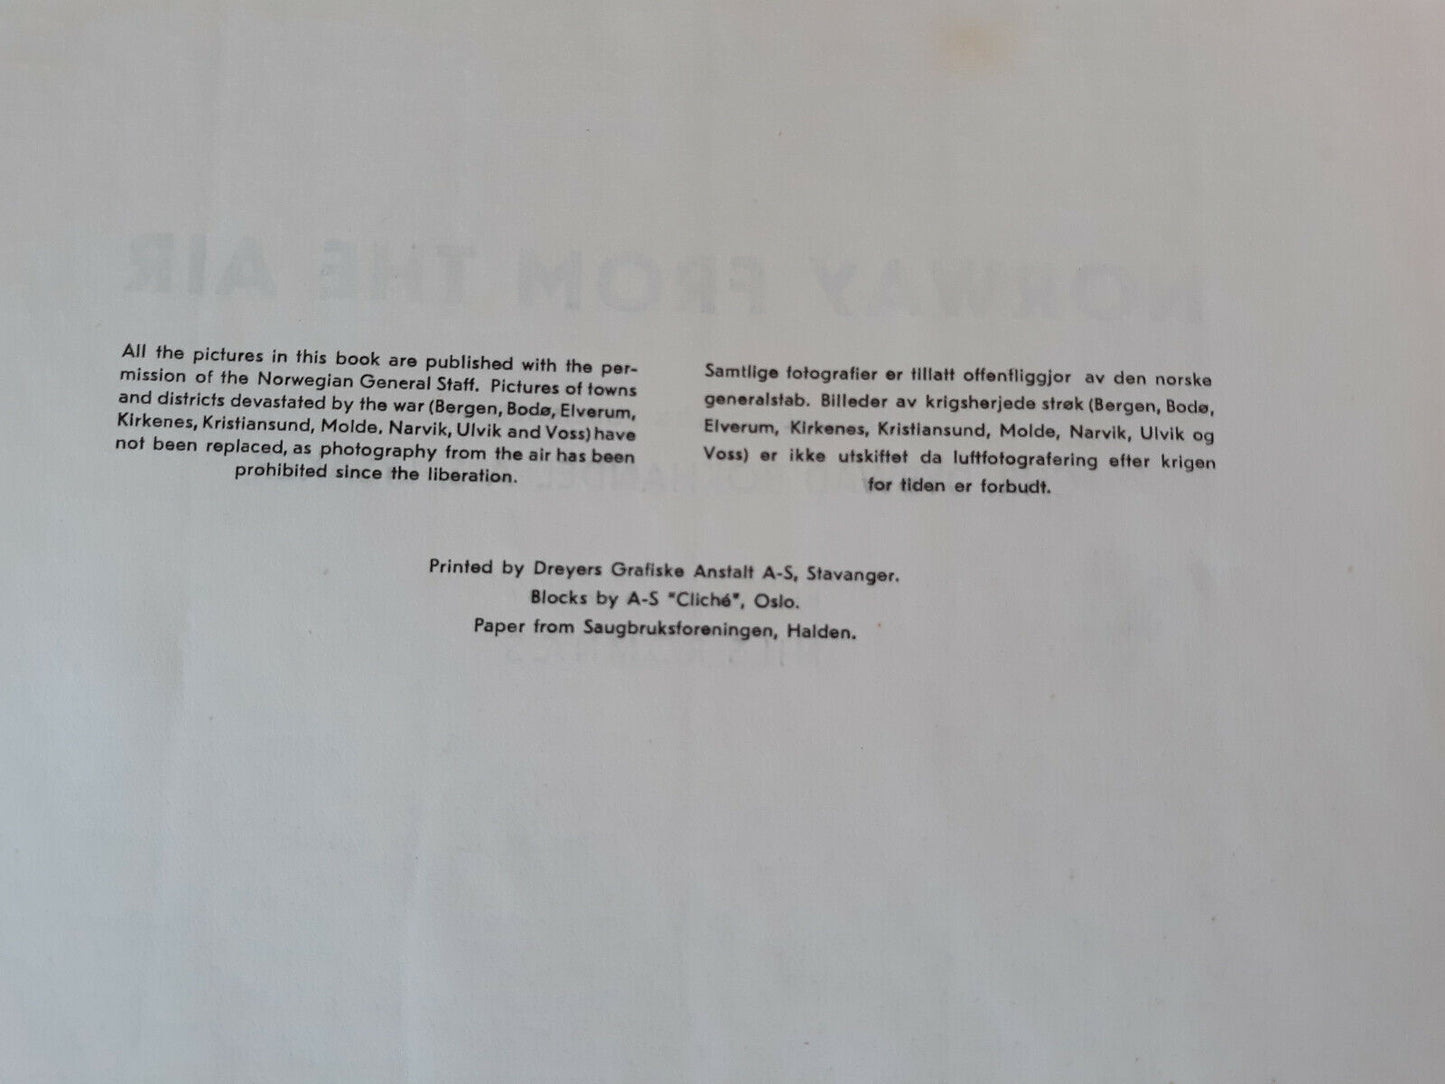 NORWAY FROM THE AIR
All the pictures in this book are published with the per-
mission of the Norwegian General Staff. Pictures of towns
and districts devastated by the war (Bergen, Bodø, Elverum,
Kirkenes, Kristiansund, Molde, Narvik, Ulvik and Voss) have
not been replaced, as photography from the air has been
prohibited since the liberation.
Samtlige fotografier er tillatt offentliggjor av den norske
generalstab. Billeder av krigsherjede strøk (Bergen, Bodø,
Elverum, Kirkenes, Kristiansund, Molde, Narvik, Ulvik og
Voss) er ikke utskiftet da luftfotografering efter krigen
for tiden er forbudt.
Printed by Dreyers Grafiske Anstalt A-S, Stavanger.
Blocks by A-S "Cliché", Oslo.
Paper from Saugbruksforeningen, Halden.